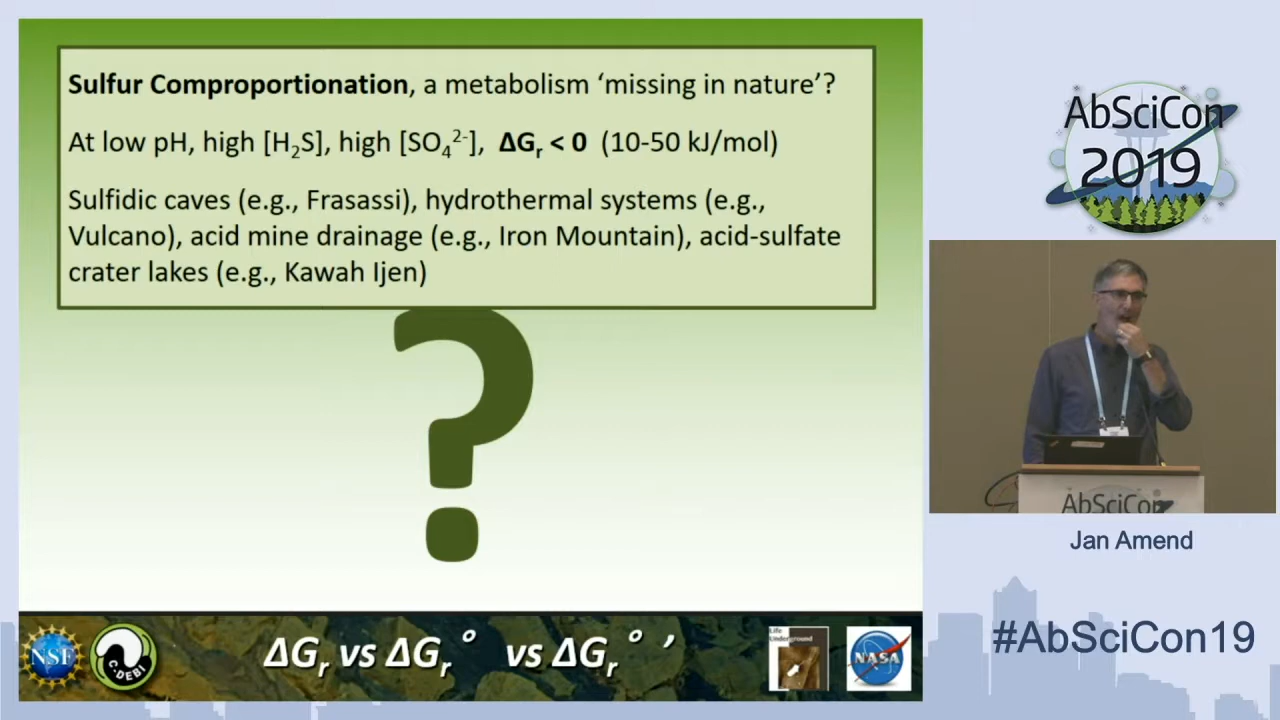 Sulfur Comproportionation, a metabolism ‘missing in nature’?
At low pH, high [H₂S], high [SO₄²⁻], ΔGᵣ < 0 (10-50 kJ/mol)
Sulfidic caves (e.g., Frasassi), hydrothermal systems (e.g.,
Vulcano), acid mine drainage (e.g., Iron Mountain), acid-sulfate
crater lakes (e.g., Kawah Ijen)
?
NSF
C-DEBI
ΔGᵣ vs ΔGᵣ° vs ΔGᵣ°’
Life
Underground
NASA
AbSciCon
2019
AbSciCon
Jan Amend
#AbSciCon19